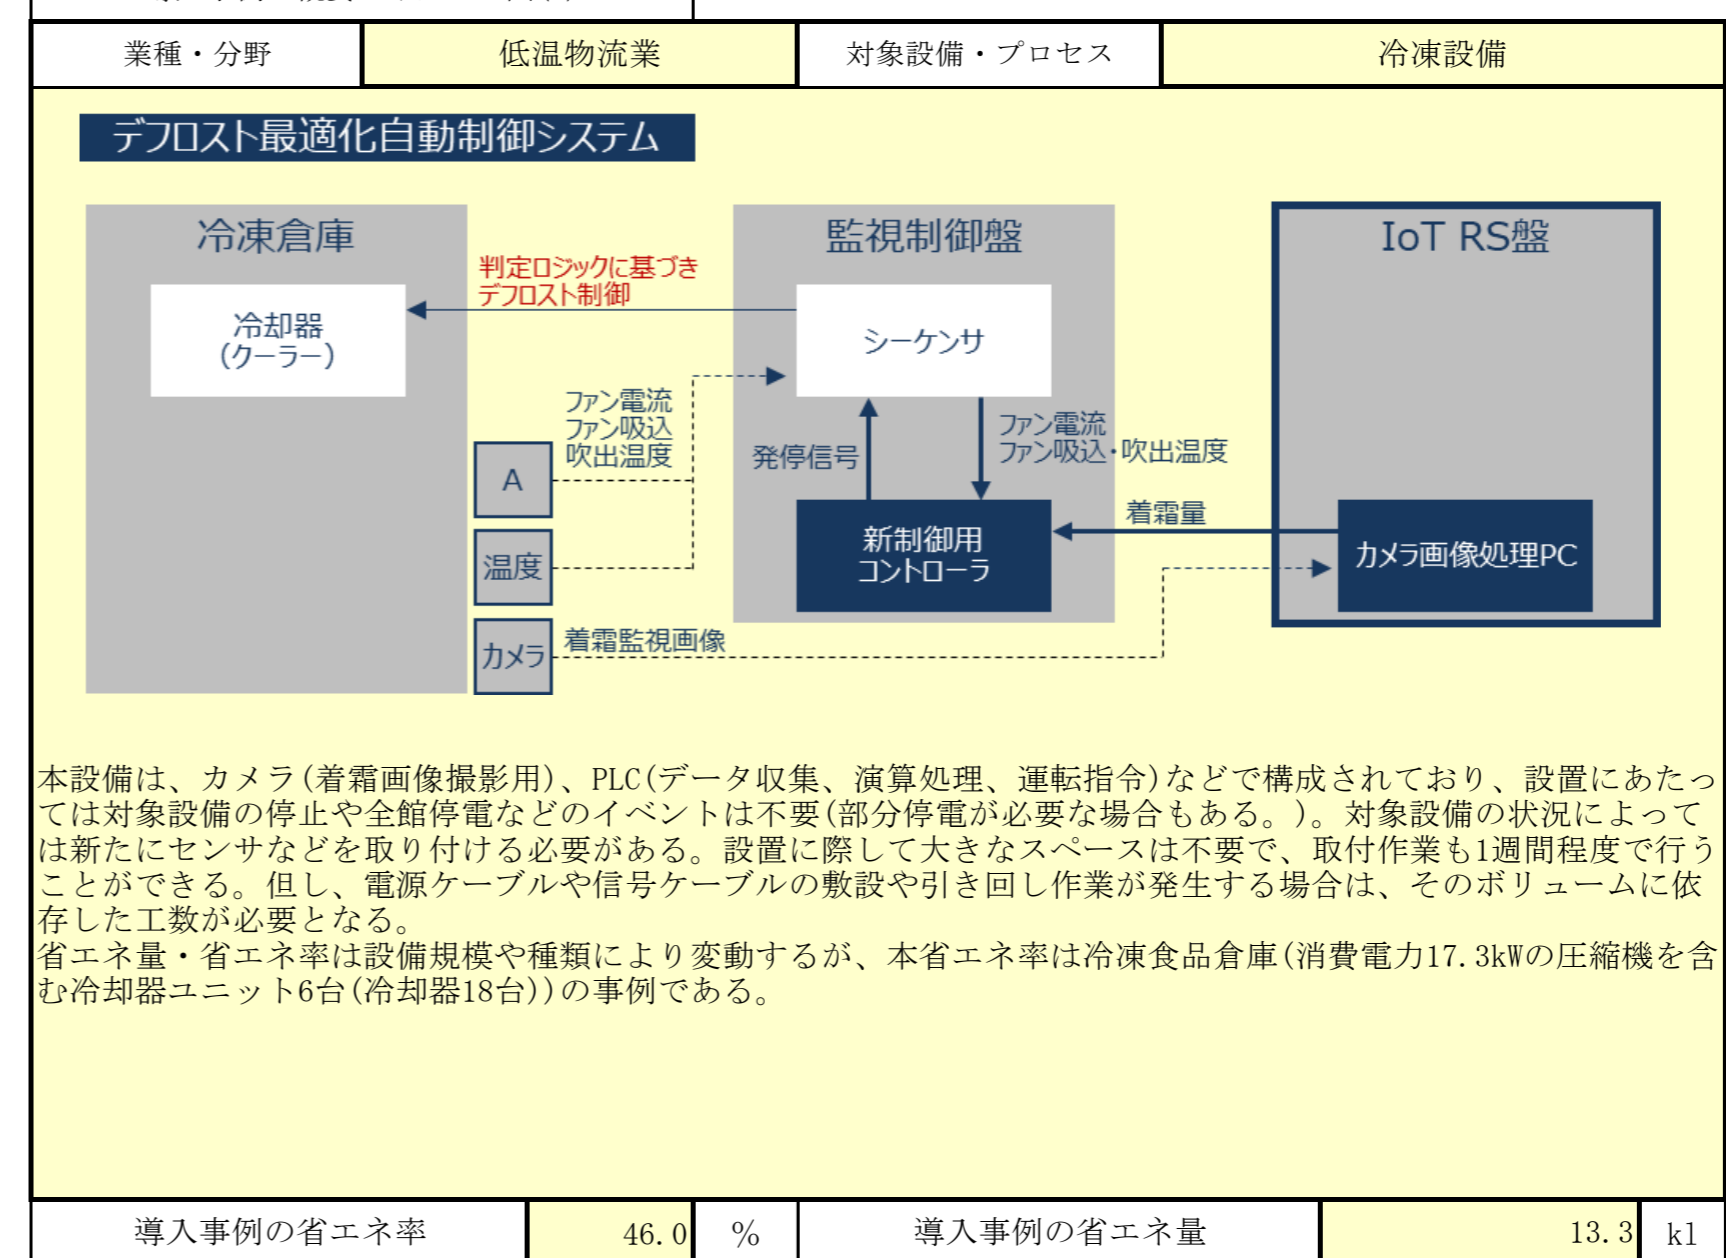 業種・分野
低温物流業
対象設備・プロセス
冷凍設備
デフロスト最適化自動制御システム
冷凍倉庫
監視制御盤
IoT RS盤
判定ロジックに基づき
デフロスト制御
冷却器
(クーラー)
シーケンサ
ファン電流
ファン吸込
吹出温度
発停信号
ファン電流
ファン吸込・吹出温度
A
温度
カメラ
着霜監視画像
新制御用
コントローラ
着霜量
カメラ画像処理PC
本設備は、カメラ(着霜画像撮影用)、PLC(データ収集、演算処理、運転指令)などで構成されており、設置にあたっ
ては対象設備の停止や全館停電などのイベントは不要(部分停電が必要な場合もある。)。対象設備の状況によって
は新たにセンサなどを取り付ける必要がある。設置に際して大きなスペースは不要で、取付作業も1週間程度で行う
ことができる。但し、電源ケーブルや信号ケーブルの敷設や引き回し作業が発生する場合は、そのボリュームに依
存した工数が必要となる。
省エネ量・省エネ率は設備規模や種類により変動するが、本省エネ率は冷凍食品倉庫(消費電力17.3kWの圧縮機を含
む冷却器ユニット6台(冷却器18台))の事例である。
導入事例の省エネ率
46.0
%
導入事例の省エネ量
13.3
kl